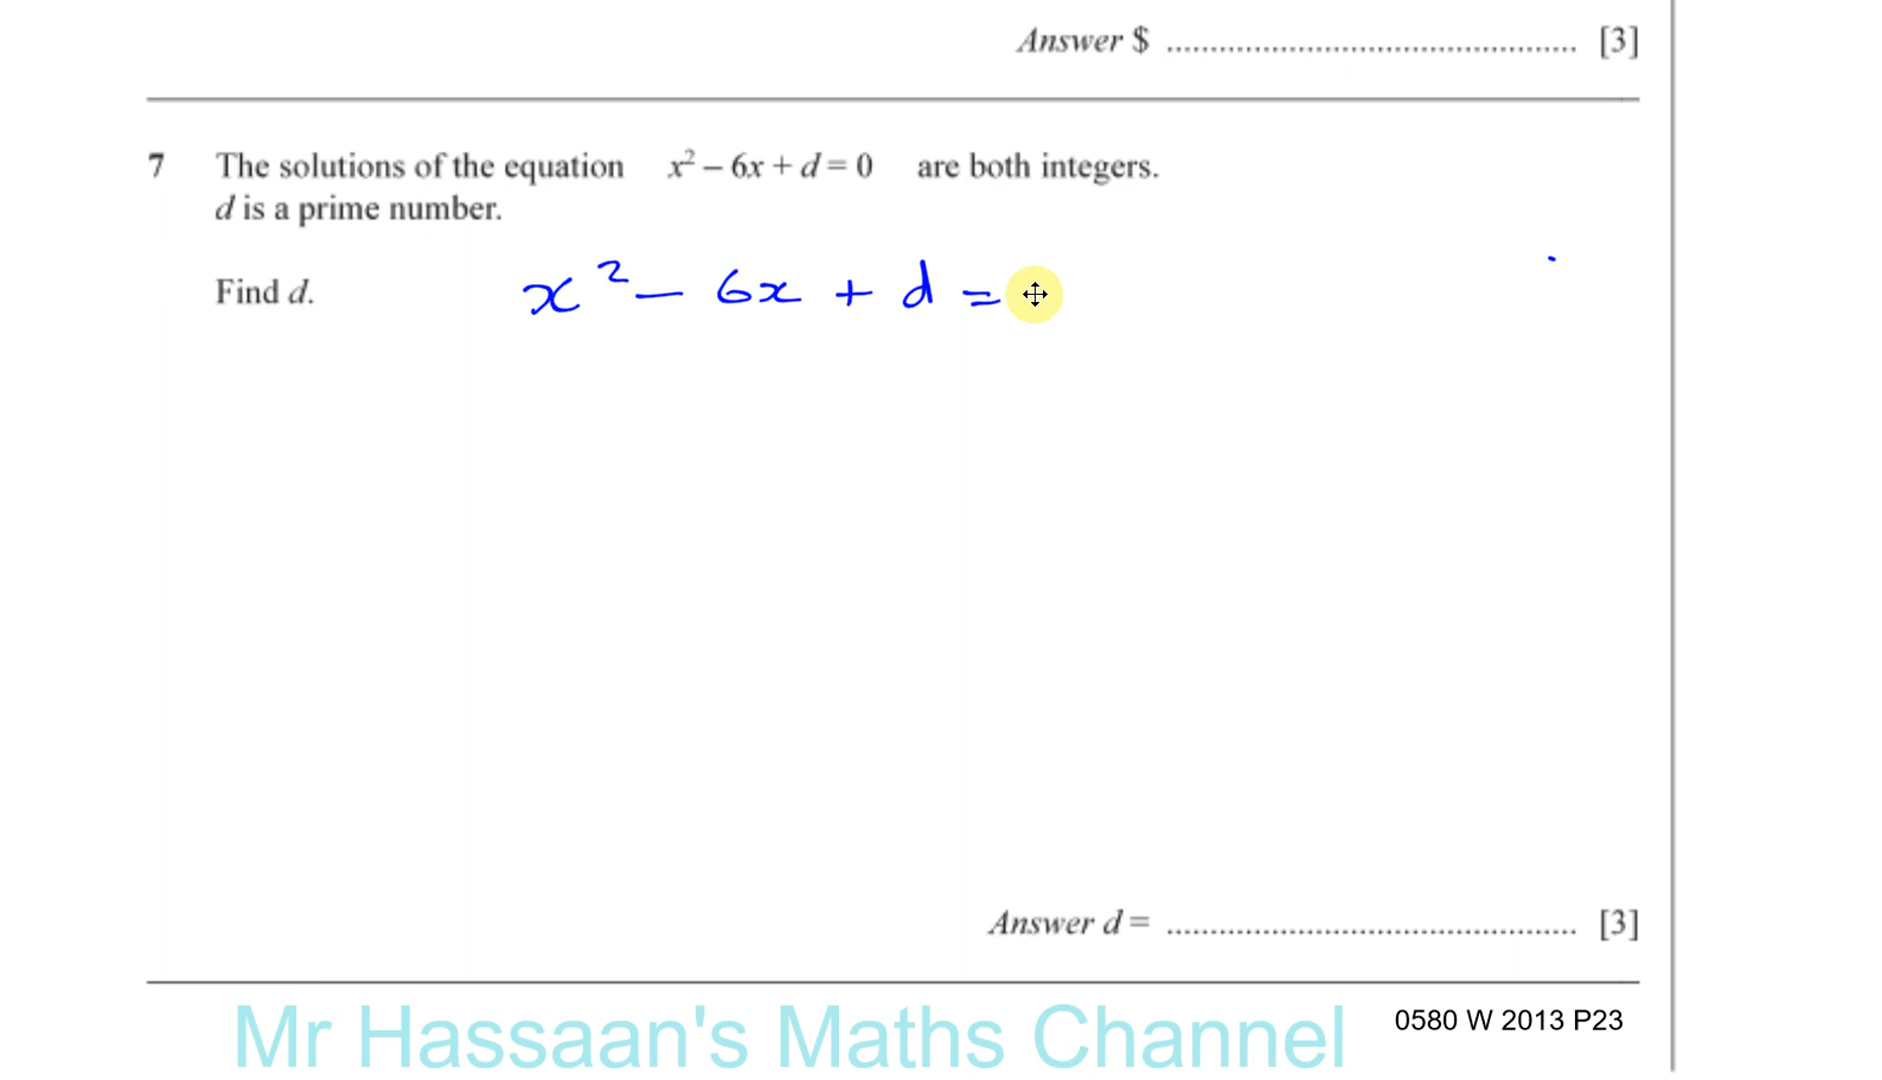 Answer $ ................................................ [3]
7 The solutions of the equation x² – 6x + d = 0 are both integers.
d is a prime number.
Find d.
x² – 6x + d =
Answer d = ................................................ [3]
Mr Hassaan's Maths Channel
0580 W 2013 P23